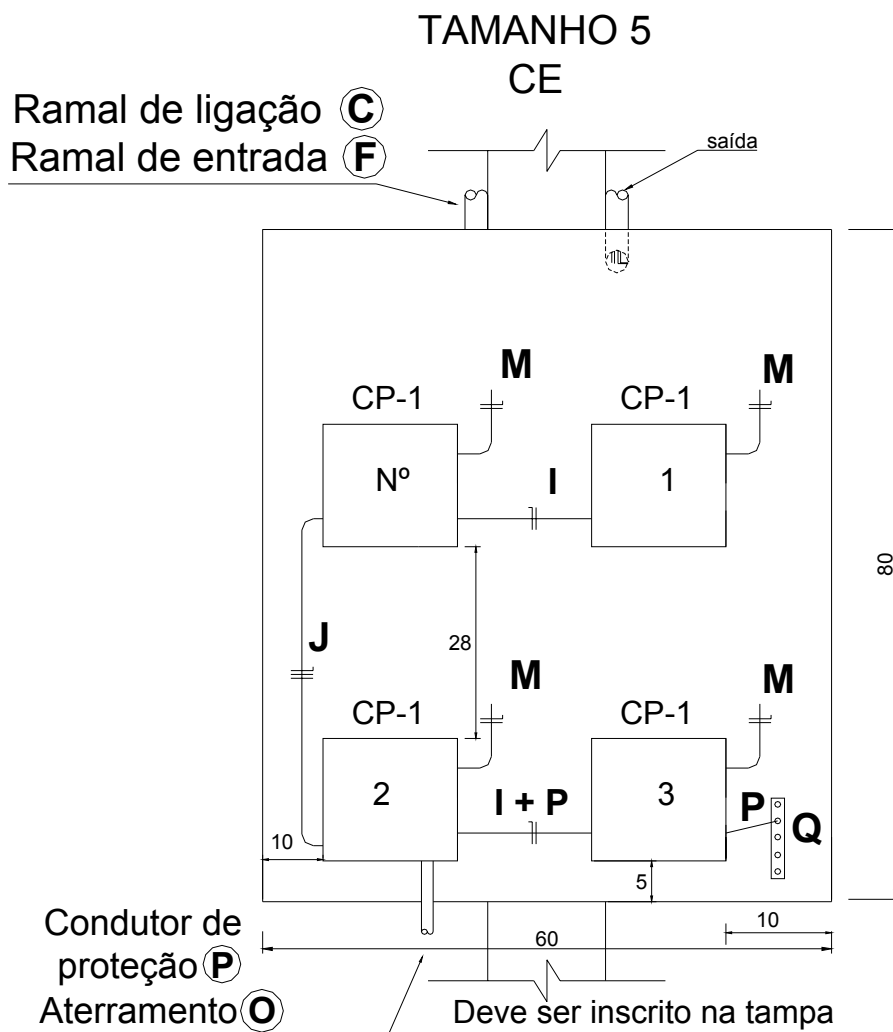 TAMANHO 5
CE
Ramal de ligação C
Ramal de entrada F
saída
M
M
CP-1
CP-1
Nº
I
1
80
J
28
M
M
CP-1
CP-1
2
I + P
3
P
Q
10
5
10
60
Condutor de
proteção P
Aterramento O
Deve ser inscrito na tampa